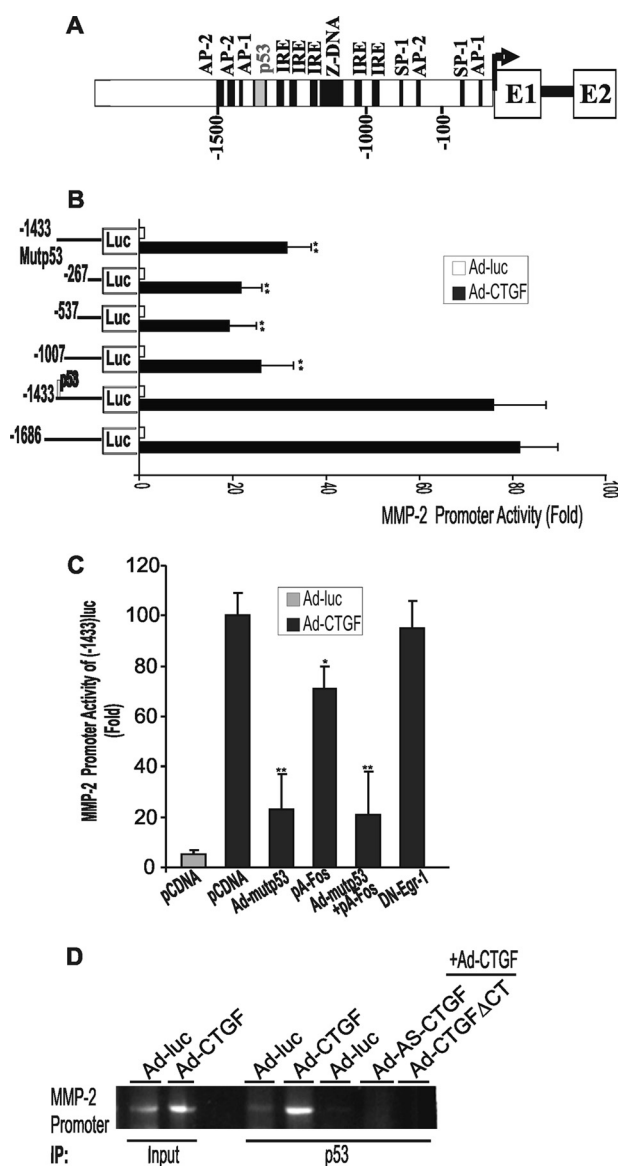 A
AP-2
AP-2
AP-1
p53
IRE
IRE
IRE
Z-DNA
IRE
IRE
SP-1
AP-2
SP-1
AP-1
E1
E2
-1500
-1000
-100
B
-1433
Mutp53
Luc
-267
Luc
-537
Luc
-1007
Luc
p53
-1433
Luc
-1686
Luc
**
**
**
**
Ad-luc
Ad-CTGF
0
20
40
60
80
100
MMP-2 Promoter Activity (Fold)
C
MMP-2 Promoter Activity of (-1433)luc
(Fold)
120
100
80
60
40
20
0
Ad-luc
Ad-CTGF
**
*
**
pCDNA
pCDNA
Ad-mutp53
pA-Fos
Ad-mutp53
+pA-Fos
DN-Egr-1
D
+Ad-CTGF
Ad-luc
Ad-CTGF
Ad-luc
Ad-CTGF
Ad-luc
Ad-AS-CTGF
Ad-CTGFΔCT
MMP-2
Promoter
IP:
Input
p53